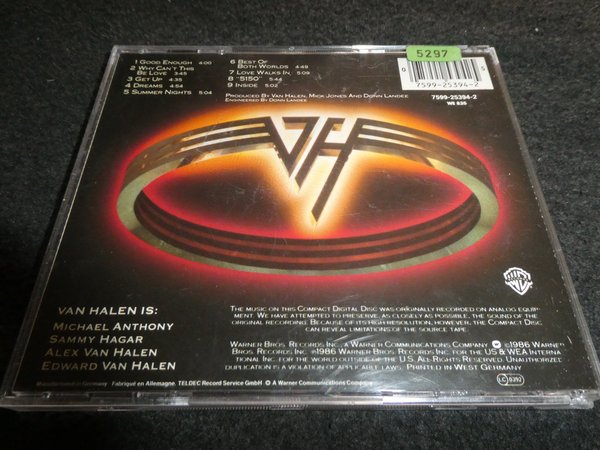 5297
1 Good Enough 4:00
2 Why Can't This
Be Love 3:45
3 Get Up 4:35
4 Dreams 4:54
5 Summer Nights 5:04
6 Best Of
Both Worlds 4:49
7 Love Walks In 5:09
8 "5150" 5:44
9 Inside 5:02
Produced By Van Halen, Mick Jones and Donn Landee
Engineered By Donn Landee
7599-25394-2
7599-25394-2
WE 835
VH
VAN HALEN IS:
Michael Anthony
Sammy Hagar
Alex Van Halen
Edward Van Halen
The music on this Compact Digital Disc was originally recorded on analog equip-
ment. We have attempted to preserve, as closely as possible, the sound of
the original recording. Because of its high resolution, however, the Compact Disc
can reveal limitations of the source tape.
Warner Bros. Records Inc., A Warner Communications Company ℗ 1986 Warner
Bros. Records Inc. ©1986 Warner Bros. Records Inc. for the US & WEA Interna-
tional Inc. for the world outside of the U.S. All Rights Reserved. Unauthorized
duplication is a violation of applicable laws. Printed in West Germany
Manufactured in Germany. Fabriqué en Allemagne. TELDEC Record Service GmbH A Warner Communications Company
LC 0392